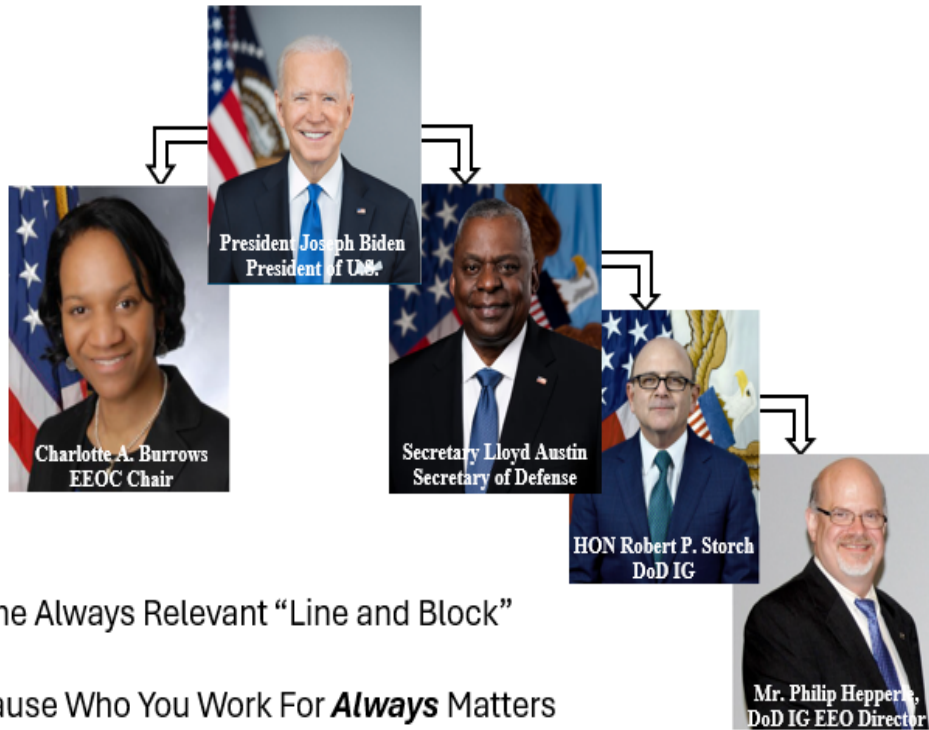 President Joseph Biden
President of U.S.
Charlotte A. Burrows
EEOC Chair
Secretary Lloyd Austin
Secretary of Defense
HON Robert P. Storch
DoD IG
Mr. Philip Hepperle,
DoD IG EEO Director
Always Relevant “Line and Block”
Who You Work For Always Matters